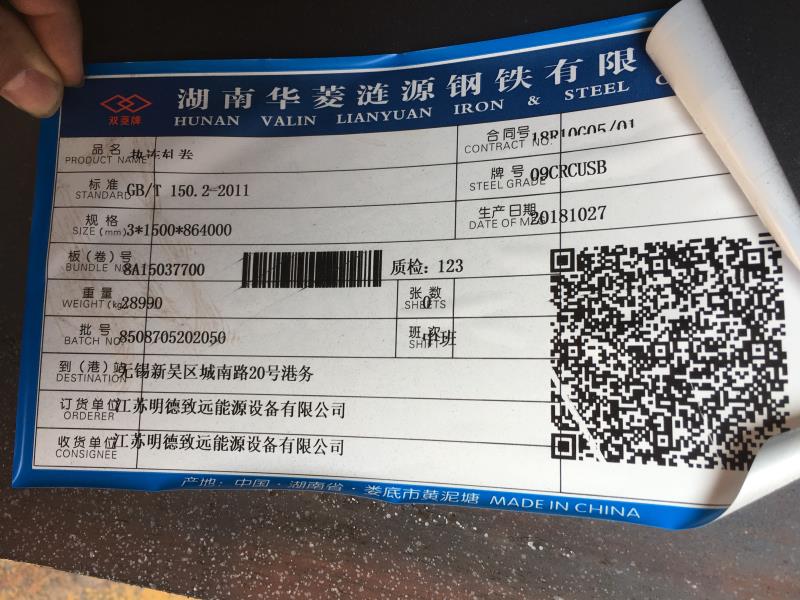 湖南华菱涟源钢铁有限
双菱牌
HUNAN VALIN LIANYUAN IRON & STEEL
品名 热连轧卷
PRODUCT NAME
合同号 18R10G05/01
CONTRACT NO.
标准 GB/T 150.2-2011
STANDARD
牌号 09CRCUSB
STEEL GRADE
规格 3*1500*864000
SIZE (mm)
生产日期 20181027
DATE OF MFG
板(卷)号 8A15037700 质检: 123
BUNDLE NO
重量 28990
WEIGHT (kg)
张数 0
SHEETS
批号 8508705202050
BATCH NO
班次 中班
SHIFT
到(港)站 无锡新吴区城南路20号港务
DESTINATION
订货单位 江苏明德致远能源设备有限公司
ORDERER
收货单位 江苏明德致远能源设备有限公司
CONSIGNEE
产地: 中国·湖南省·娄底市黄泥塘 MADE IN CHINA